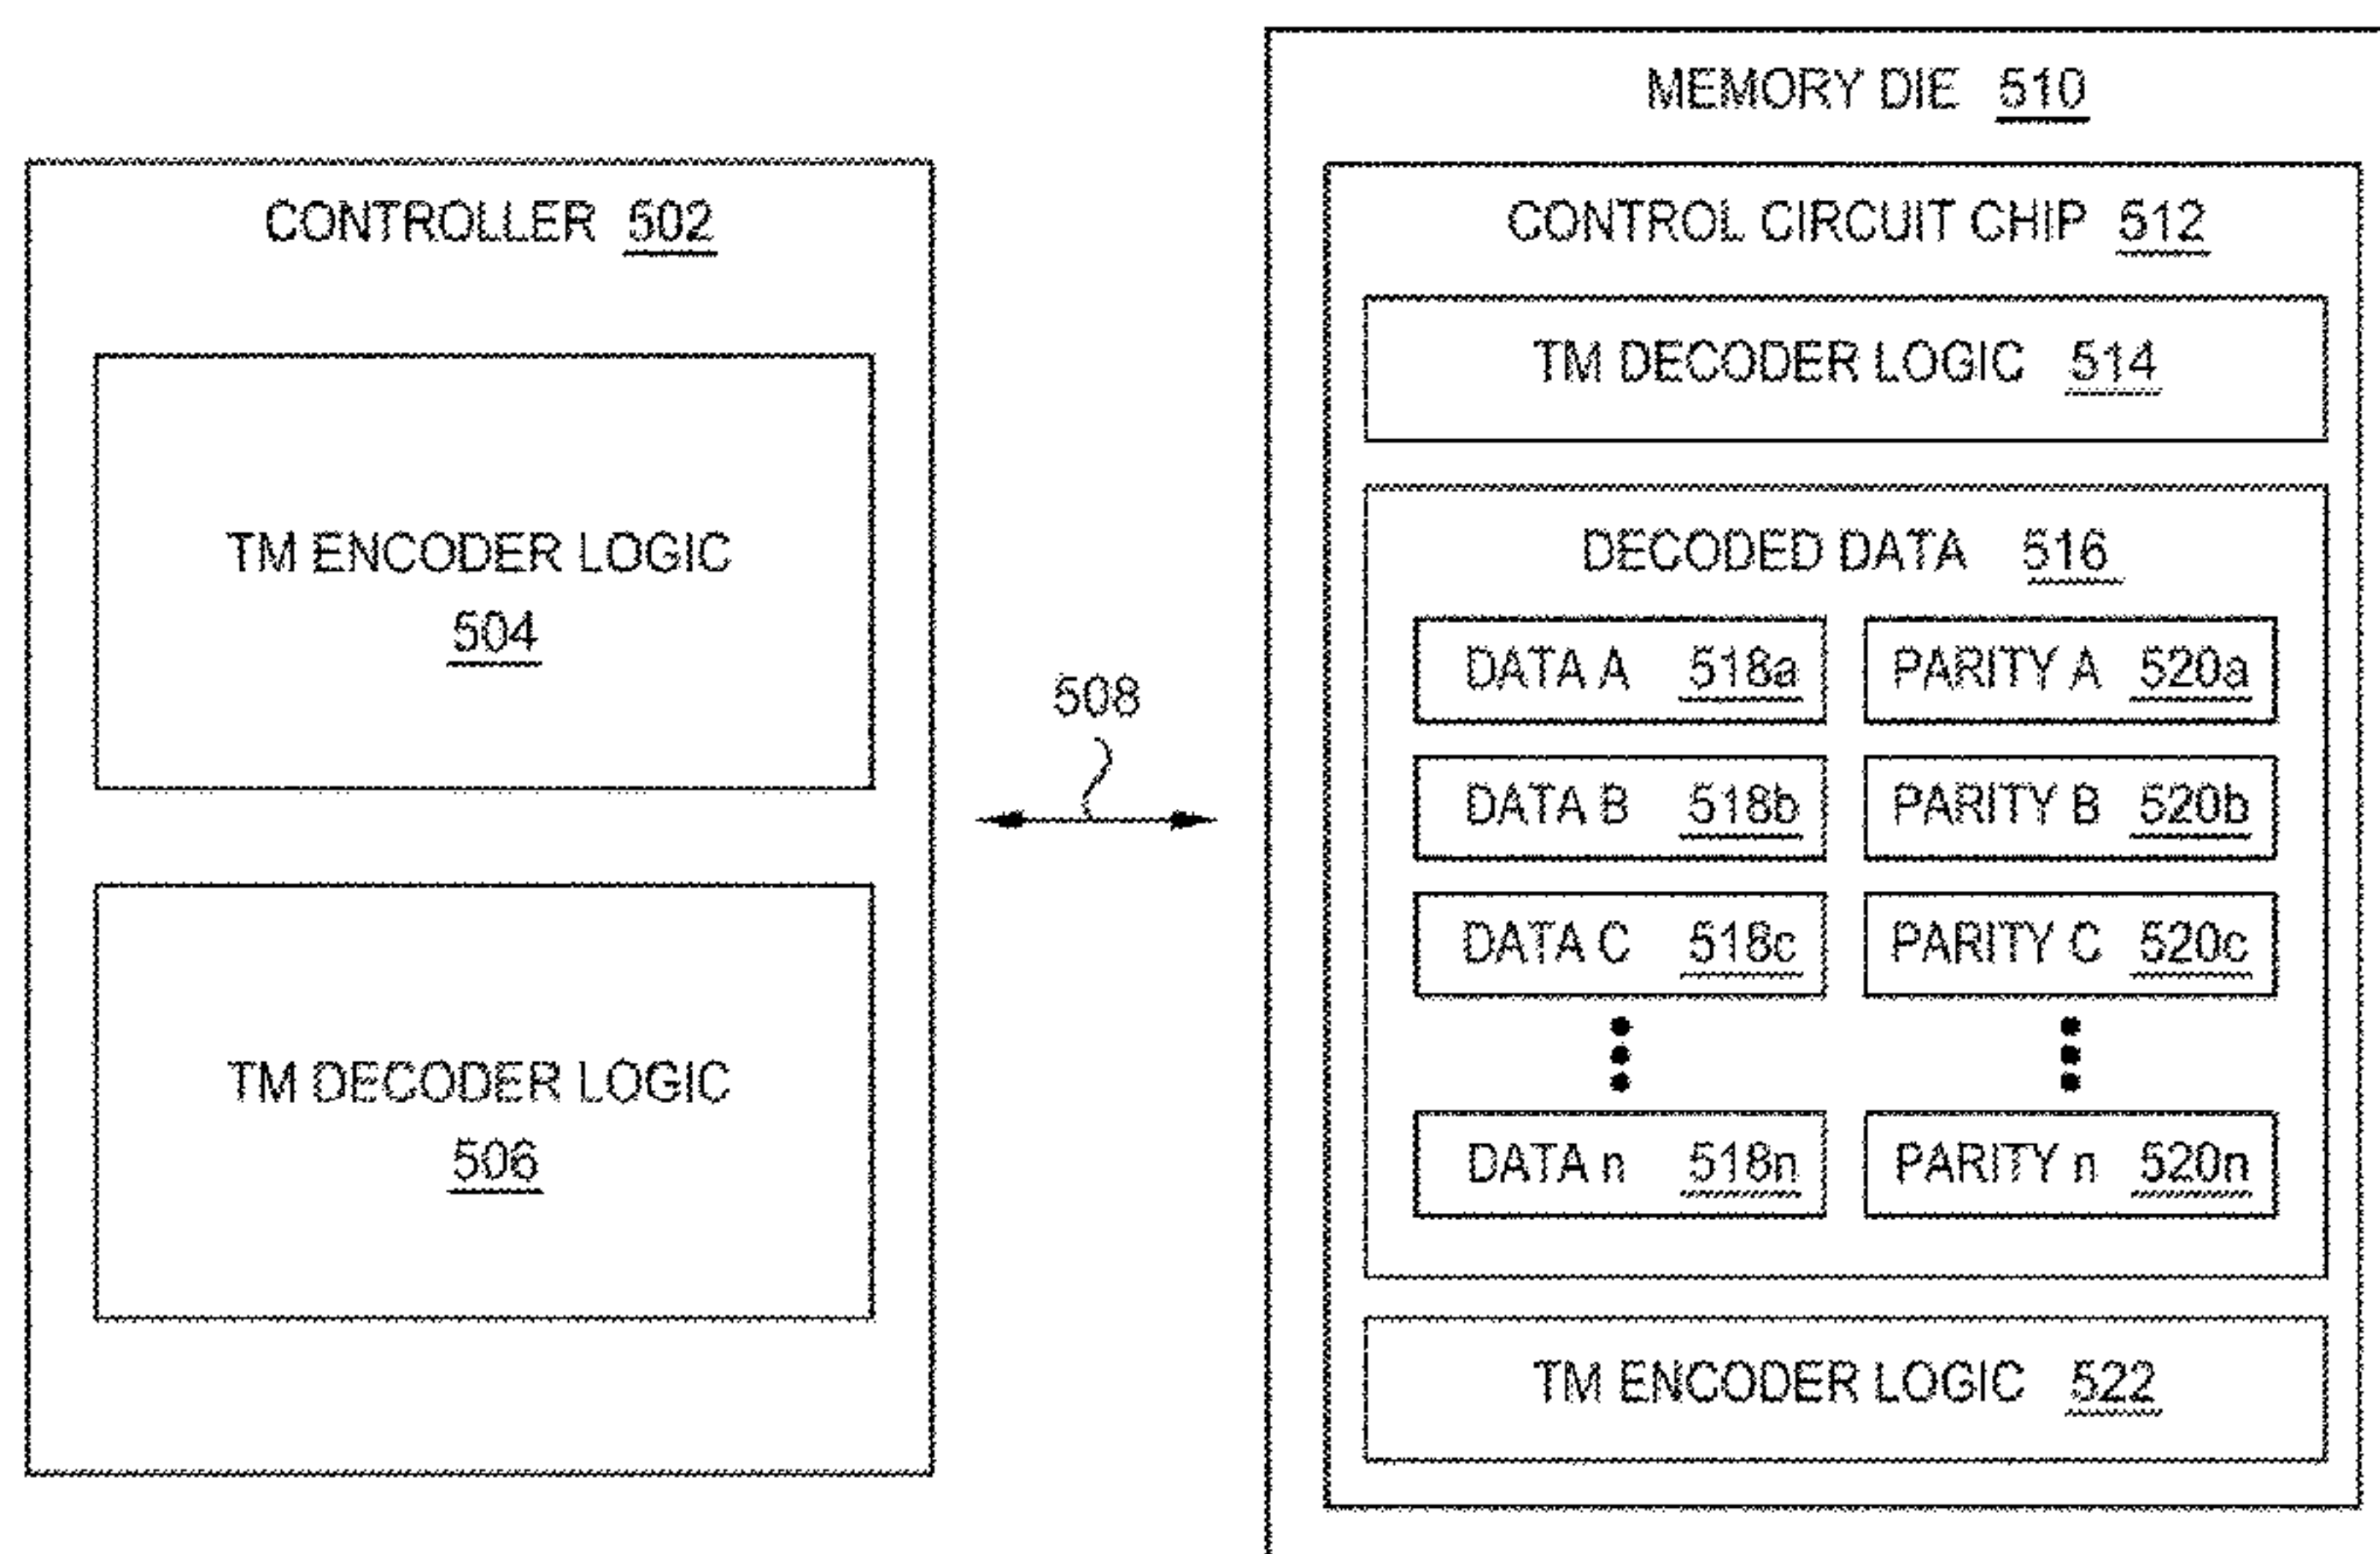 CONTROLLER 502
TM ENCODER LOGIC
504
TM DECODER LOGIC
506
508
MEMORY DIE 510
CONTROL CIRCUIT CHIP 512
TM DECODER LOGIC 514
DECODED DATA 516
DATA A 518a PARITY A 520a
DATA B 518b PARITY B 520b
DATA C 518c PARITY C 520c
DATA n 518n PARITY n 520n
TM ENCODER LOGIC 522